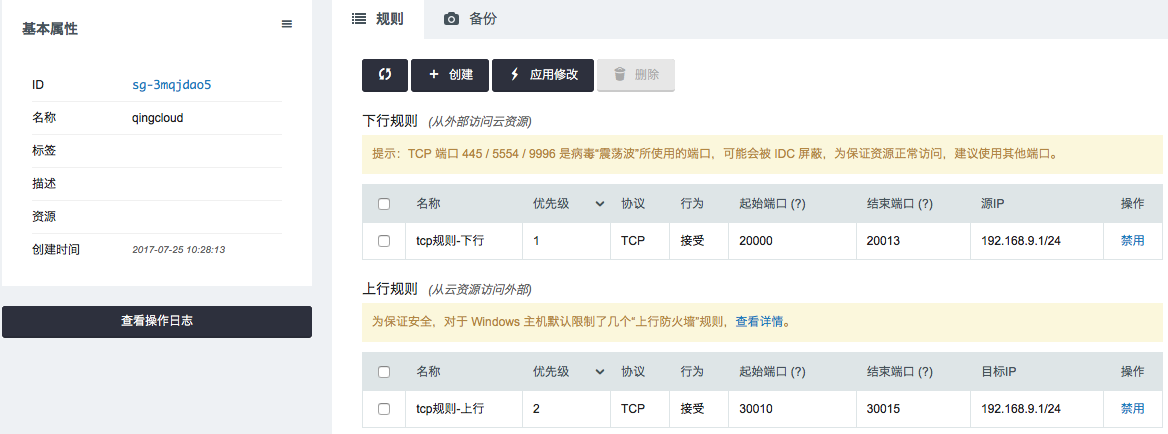 基本属性
ID sg-3mqjdao5
名称 qingcloud
标签
描述
资源
创建时间 2017-07-25 10:28:13
查看操作日志
规则 备份
创建 应用修改 删除
下行规则 (从外部访问云资源)
提示：TCP 端口 445 / 5554 / 9996 是病毒“震荡波”所使用的端口，可能会被 IDC 屏蔽，为保证资源正常访问，建议使用其他端口。
名称 优先级 协议 行为 起始端口 (?) 结束端口 (?) 源IP 操作
tcp规则-下行 1 TCP 接受 20000 20013 192.168.9.1/24 禁用
上行规则 (从云资源访问外部)
为保证安全，对于 Windows 主机默认限制了几个“上行防火墙”规则，查看详情。
名称 优先级 协议 行为 起始端口 (?) 结束端口 (?) 目标IP 操作
tcp规则-上行 2 TCP 接受 30010 30015 192.168.9.1/24 禁用